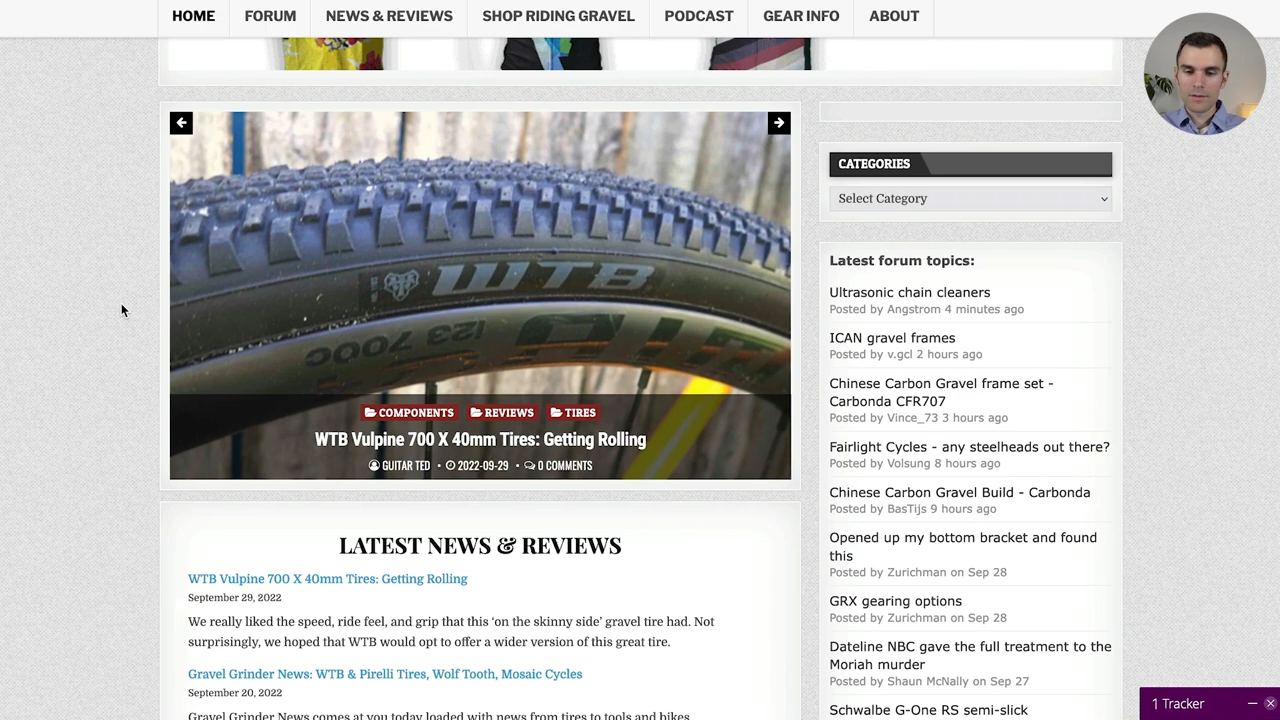 HOME
FORUM
NEWS & REVIEWS
SHOP RIDING GRAVEL
PODCAST
GEAR INFO
ABOUT
WTB
123 700C
COMPONENTS
REVIEWS
TIRES
WTB Vulpine 700 X 40mm Tires: Getting Rolling
GUITAR TED • 2022-09-29 • 0 COMMENTS
LATEST NEWS & REVIEWS
WTB Vulpine 700 X 40mm Tires: Getting Rolling
September 29, 2022
We really liked the speed, ride feel, and grip that this ‘on the skinny side’ gravel tire had. Not
surprisingly, we hoped that WTB would opt to offer a wider version of this great tire.
Gravel Grinder News: WTB & Pirelli Tires, Wolf Tooth, Mosaic Cycles
September 20, 2022
Gravel Grinder News comes at you today loaded with news from tires to tools and bikes
CATEGORIES
Select Category
Latest forum topics:
Ultrasonic chain cleaners
Posted by Angstrom 4 minutes ago
ICAN gravel frames
Posted by v.gcl 2 hours ago
Chinese Carbon Gravel frame set -
Carbonda CFR707
Posted by Vince_73 3 hours ago
Fairlight Cycles - any steelheads out there?
Posted by Volsung 8 hours ago
Chinese Carbon Gravel Build - Carbonda
Posted by BasTijs 9 hours ago
Opened up my bottom bracket and found
this
Posted by Zurichman on Sep 28
GRX gearing options
Posted by Zurichman on Sep 28
Dateline NBC gave the full treatment to the
Moriah murder
Posted by Shaun McNally on Sep 27
Schwalbe G-One RS semi-slick
1 Tracker